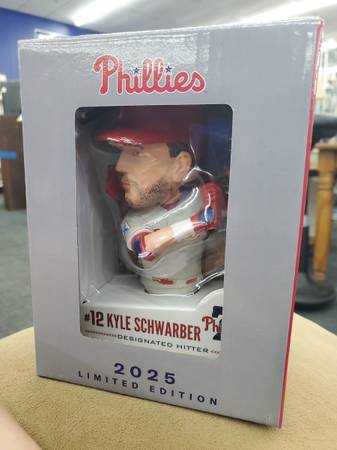 Phillies
#12 KYLE SCHWARBER
DESIGNATED HITTER
2025
LIMITED EDITION